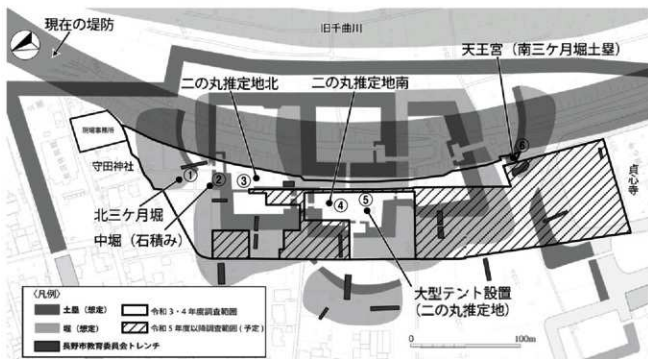 現在の堤防
旧千曲川
天王宮（南三ケ月堀土塁）
二の丸推定地北
二の丸推定地南
現場事務所
守田神社
貞心寺
①
②
③
④
⑤
⑥
北三ケ月堀
中堀（石積み）
大型テント設置
（二の丸推定地）
〈凡例〉
土塁（想定）
令和3・4年度調査範囲
堀（想定）
令和5年度以降調査範囲（予定）
長野市教育委員会トレンチ
0
100m